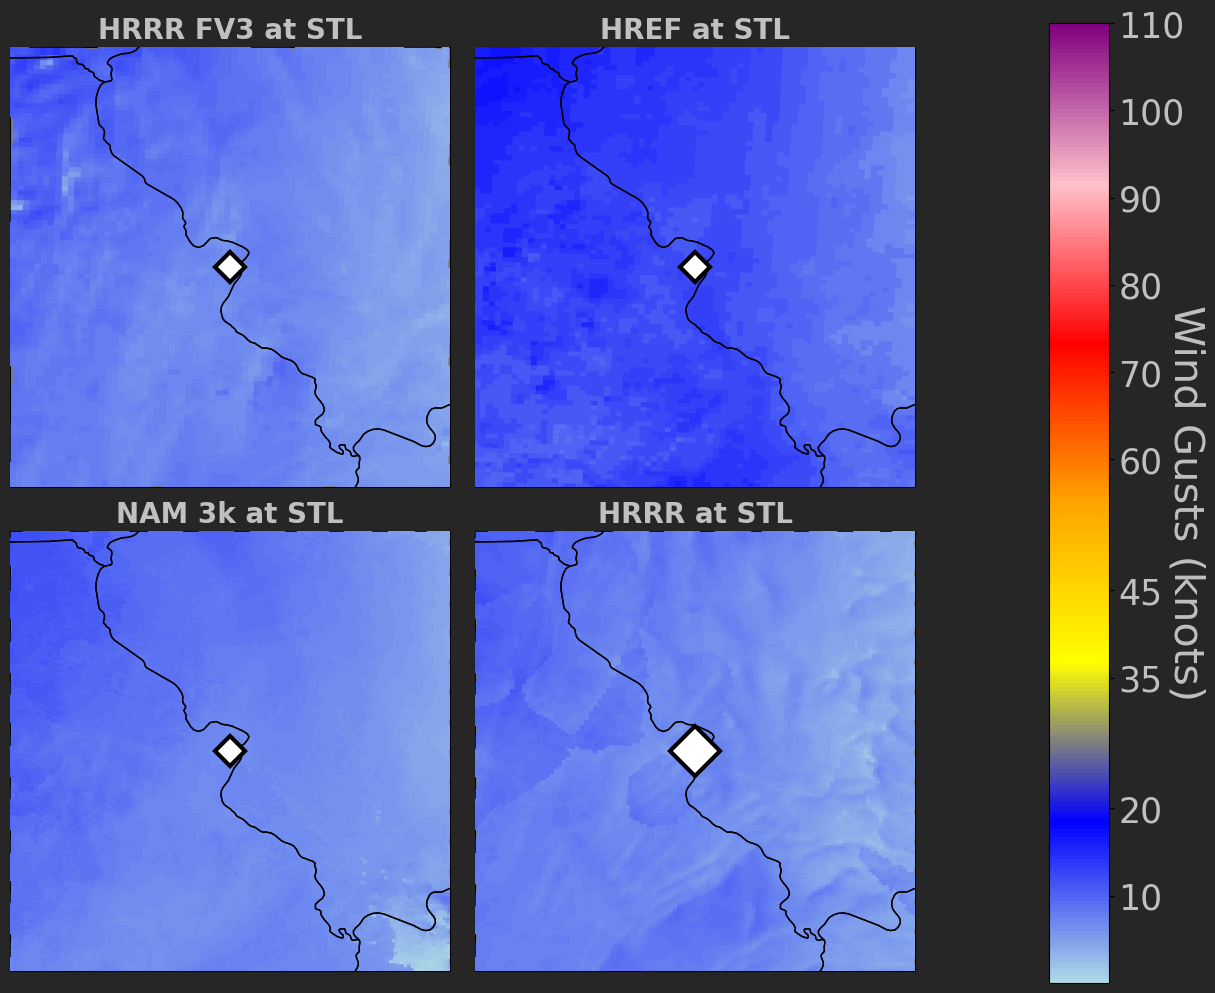 HRRR FV3 at STL
HREF at STL
NAM 3k at STL
HRRR at STL
110
100
90
80
70
60
45
35
20
10
Wind Gusts (knots)